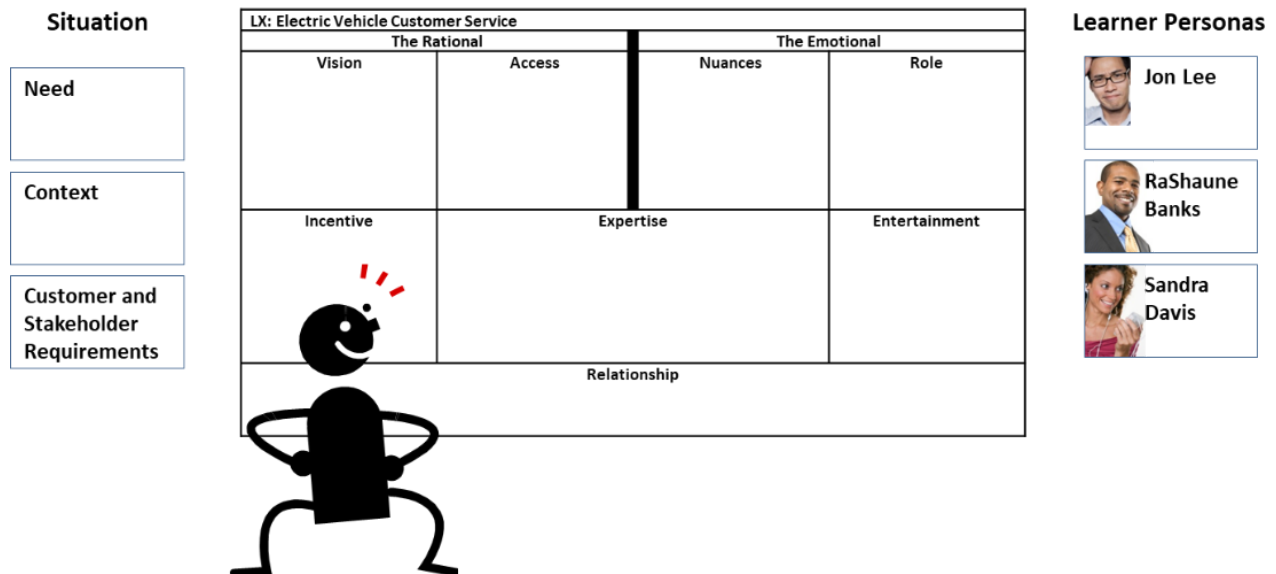 Situation
Need
Context
Customer and
Stakeholder
Requirements
LX: Electric Vehicle Customer Service
The Rational
The Emotional
Vision
Access
Nuances
Role
Incentive
Expertise
Entertainment
Relationship
Learner Personas
Jon Lee
RaShaune
Banks
Sandra
Davis